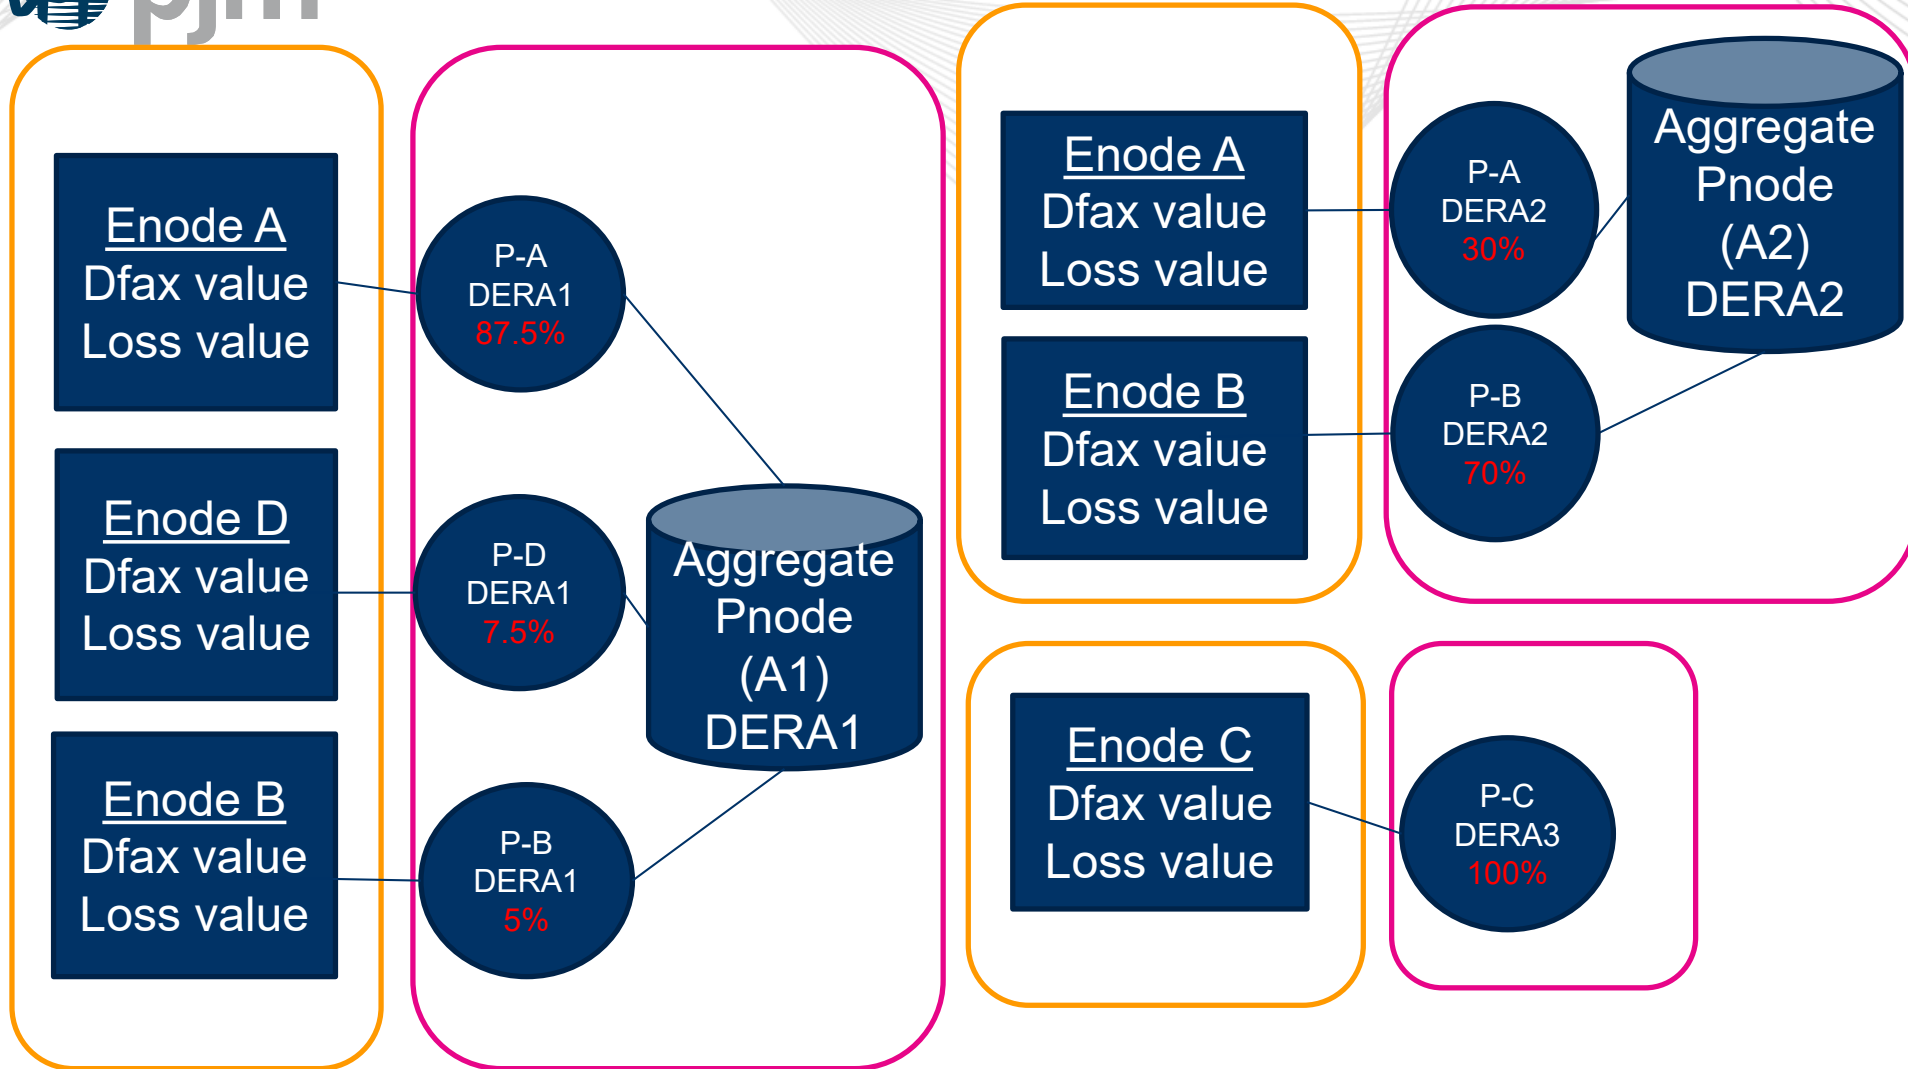 pjm
Enode A
Dfax value
Loss value
P-A
DERA1
87.5%
Enode D
Dfax value
Loss value
P-D
DERA1
7.5%
Enode B
Dfax value
Loss value
P-B
DERA1
5%
Aggregate
Pnode
(A1)
DERA1
Enode A
Dfax value
Loss value
P-A
DERA2
30%
Enode B
Dfax value
Loss value
P-B
DERA2
70%
Aggregate
Pnode
(A2)
DERA2
Enode C
Dfax value
Loss value
P-C
DERA3
100%